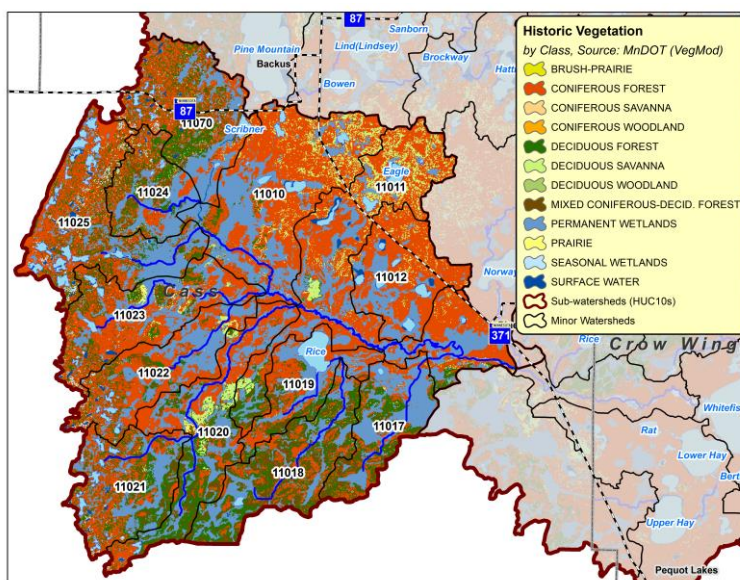 87
Sanborn
Pine Mountain
Lind(Lindsey)
Brockway
Backus
Bowen
87
Scribner
11070
Eagle
11011
11024
11010
11025
11012
Norway
Cass
11023
371
Crow Wing
Rice
Rice
11022
11019
Whitefis
11020
11017
Rat
Lower Hay
11018
Bert
11021
Upper Hay
Pequot Lakes
Historic Vegetation
by Class, Source: MnDOT (VegMod)
BRUSH-PRAIRIE
CONIFEROUS FOREST
CONIFEROUS SAVANNA
CONIFEROUS WOODLAND
DECIDUOUS FOREST
DECIDUOUS SAVANNA
DECIDUOUS WOODLAND
MIXED CONIFEROUS-DECID. FOREST
PERMANENT WETLANDS
PRAIRIE
SEASONAL WETLANDS
SURFACE WATER
Sub-watersheds (HUC10s)
Minor Watersheds